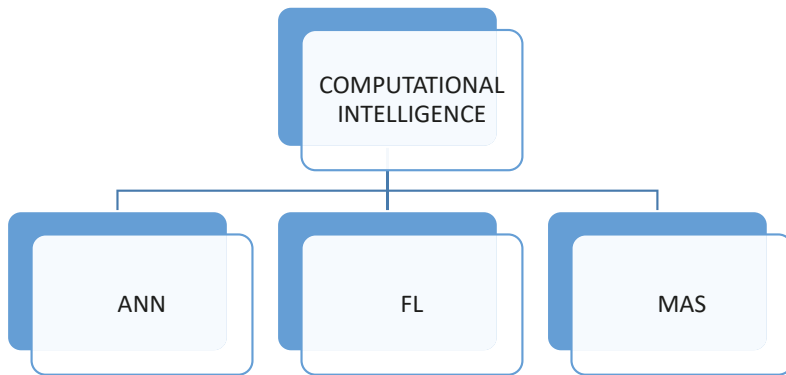 COMPUTATIONAL
INTELLIGENCE
ANN
FL
MAS